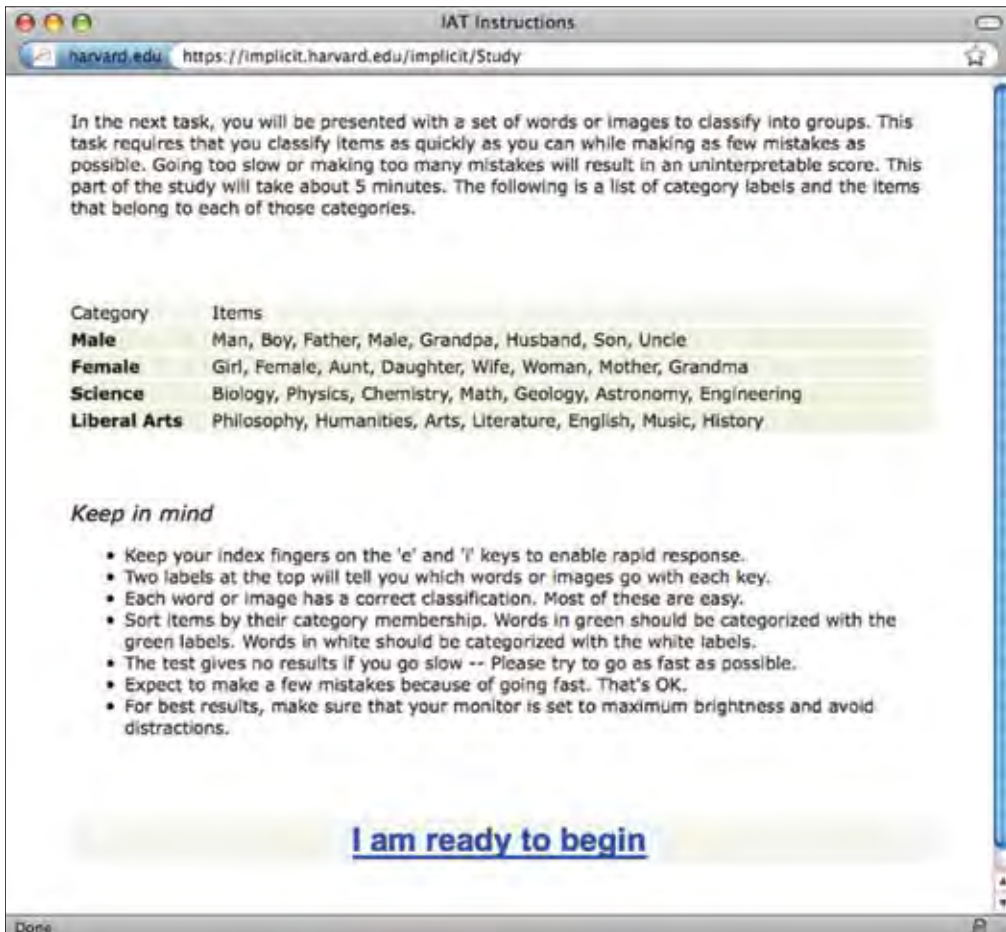 IAT Instructions
harvard.edu https://implicit.harvard.edu/implicit/Study
In the next task, you will be presented with a set of words or images to classify into groups. This
task requires that you classify items as quickly as you can while making as few mistakes as
possible. Going too slow or making too many mistakes will result in an uninterpretable score. This
part of the study will take about 5 minutes. The following is a list of category labels and the items
that belong to each of those categories.
Category Items
Male Man, Boy, Father, Male, Grandpa, Husband, Son, Uncle
Female Girl, Female, Aunt, Daughter, Wife, Woman, Mother, Grandma
Science Biology, Physics, Chemistry, Math, Geology, Astronomy, Engineering
Liberal Arts Philosophy, Humanities, Arts, Literature, English, Music, History
Keep in mind
• Keep your index fingers on the 'e' and 'i' keys to enable rapid response.
• Two labels at the top will tell you which words or images go with each key.
• Each word or image has a correct classification. Most of these are easy.
• Sort items by their category membership. Words in green should be categorized with the
green labels. Words in white should be categorized with the white labels.
• The test gives no results if you go slow -- Please try to go as fast as possible.
• Expect to make a few mistakes because of going fast. That's OK.
• For best results, make sure that your monitor is set to maximum brightness and avoid
distractions.
I am ready to begin
Done